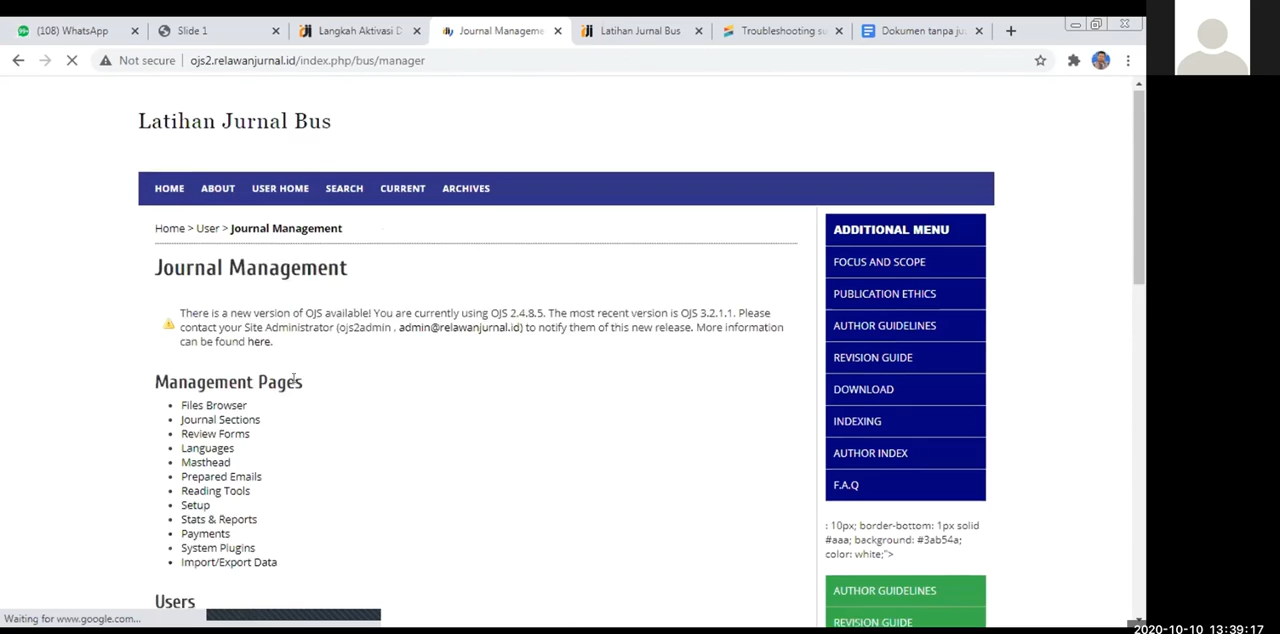 (108) WhatsApp
Slide 1
Langkah Aktivasi D
Journal Manageme
Latihan Jurnal Bus
Troubleshooting su
Dokumen tanpa ju
Not secure
ojs2.relawanjurnal.id/index.php/bus/manager
Latihan Jurnal Bus
HOME ABOUT USER HOME SEARCH CURRENT ARCHIVES
Home > User > Journal Management
Journal Management
There is a new version of OJS available! You are currently using OJS 2.4.8.5. The most recent version is OJS 3.2.1.1. Please
contact your Site Administrator (ojs2admin , admin@relawanjurnal.id) to notify them of this new release. More information
can be found here.
Management Pages
Files Browser
Journal Sections
Review Forms
Languages
Masthead
Prepared Emails
Reading Tools
Setup
Stats & Reports
Payments
System Plugins
Import/Export Data
Users
ADDITIONAL MENU
FOCUS AND SCOPE
PUBLICATION ETHICS
AUTHOR GUIDELINES
REVISION GUIDE
DOWNLOAD
INDEXING
AUTHOR INDEX
F.A.Q
: 10px; border-bottom: 1px solid
#aaa; background: #3ab54a;
color: white;">
AUTHOR GUIDELINES
REVISION GUIDE
Waiting for www.google.com...
2020-10-10 13:39:17